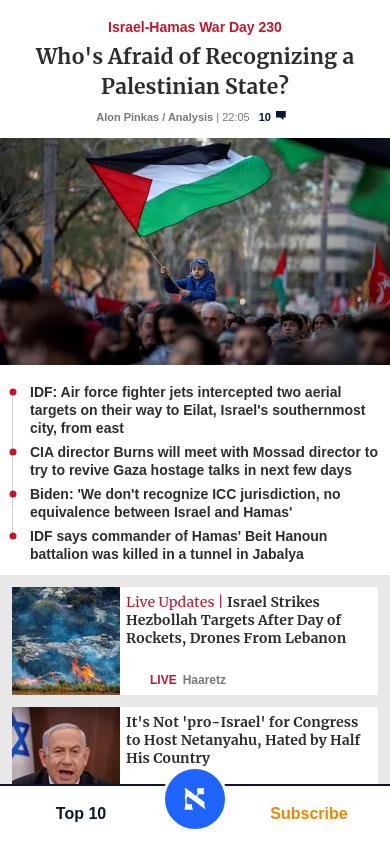 Israel-Hamas War Day 230
Who's Afraid of Recognizing a
Palestinian State?
Alon Pinkas / Analysis | 22:05 10
IDF: Air force fighter jets intercepted two aerial
targets on their way to Eilat, Israel's southernmost
city, from east
CIA director Burns will meet with Mossad director to
try to revive Gaza hostage talks in next few days
Biden: 'We don't recognize ICC jurisdiction, no
equivalence between Israel and Hamas'
IDF says commander of Hamas' Beit Hanoun
battalion was killed in a tunnel in Jabalya
Live Updates | Israel Strikes
Hezbollah Targets After Day of
Rockets, Drones From Lebanon
LIVE Haaretz
It's Not 'pro-Israel' for Congress
to Host Netanyahu, Hated by Half
His Country
Top 10
א
Subscribe